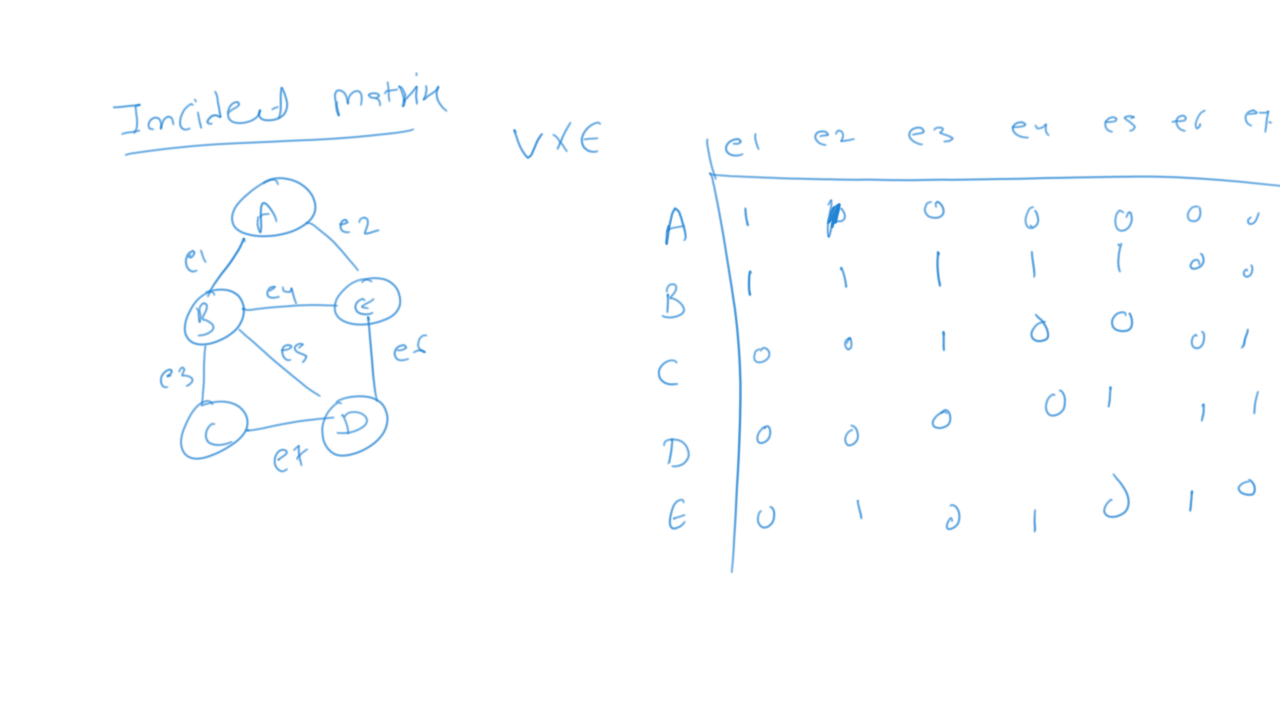 Incident matrix
V X E
A
e1
e2
B
e4
E
e3
e5
e6
C
D
e7
e1 e2 e3 e4 e5 e6 e7
A 1 0 0 0 0 0
B 1 1 1 1 1 0 0
C 0 0 1 0 0 0 1
D 0 0 0 0 1 1 1
E 0 1 0 1 0 1 0